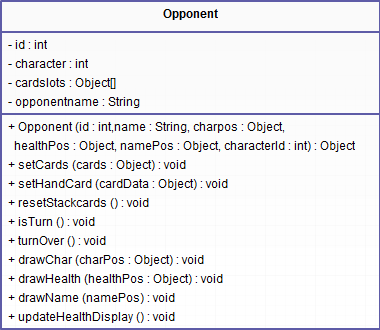 Opponent
- id : int
- character : int
- cardslots : Object[]
- opponentname : String
+ Opponent (id : int,name : String, charpos : Object,
healthPos : Object, namePos : Object, characterId : int) : Object
+ setCards (cards : Object) : void
+ setHandCard (cardData : Object) : void
+ resetStackcards () : void
+ isTurn () : void
+ turnOver () : void
+ drawChar (charPos : Object) : void
+ drawHealth (healthPos : Object) : void
+ drawName (namePos) : void
+ updateHealthDisplay () : void